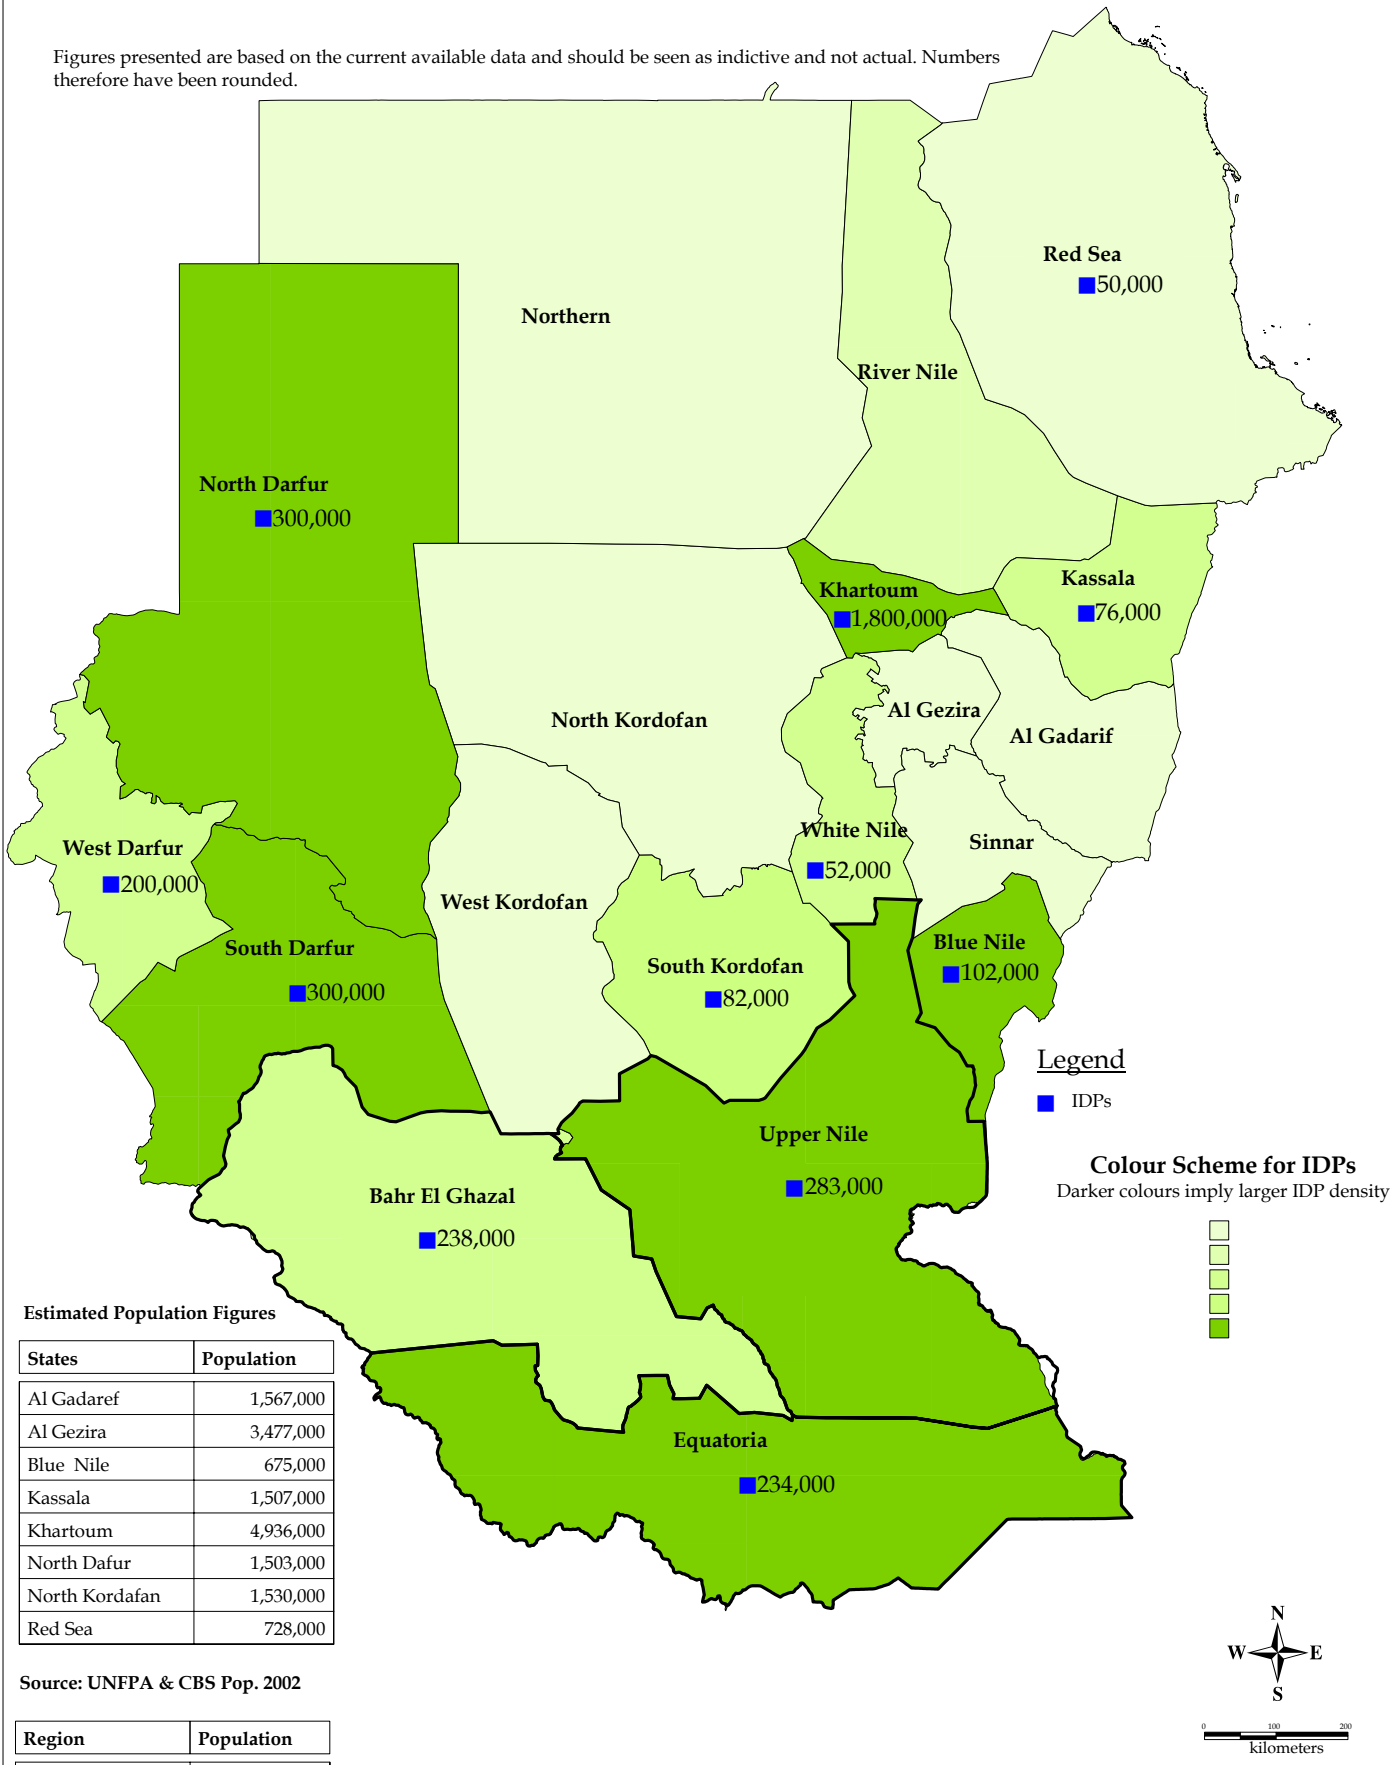 Figures presented are based on the current available data and should be seen as indictive and not actual. Numbers
therefore have been rounded.
Red Sea
50,000
Northern
River Nile
North Darfur
300,000
Khartoum
1,800,000
Kassala
76,000
North Kordofan
Al Gezira
Al Gadarif
White Nile
52,000
Sinnar
West Darfur
200,000
West Kordofan
South Darfur
300,000
South Kordofan
82,000
Blue Nile
102,000
Legend
IDPs
Upper Nile
283,000
Colour Scheme for IDPs
Darker colours imply larger IDP density
Bahr El Ghazal
238,000
Equatoria
234,000
Estimated Population Figures
States Population
Al Gadaref 1,567,000
Al Gezira 3,477,000
Blue Nile 675,000
Kassala 1,507,000
Khartoum 4,936,000
North Dafur 1,503,000
North Kordafan 1,530,000
Red Sea 728,000
Source: UNFPA & CBS Pop. 2002
Region Population
N
W E
S
0 100 200
kilometers